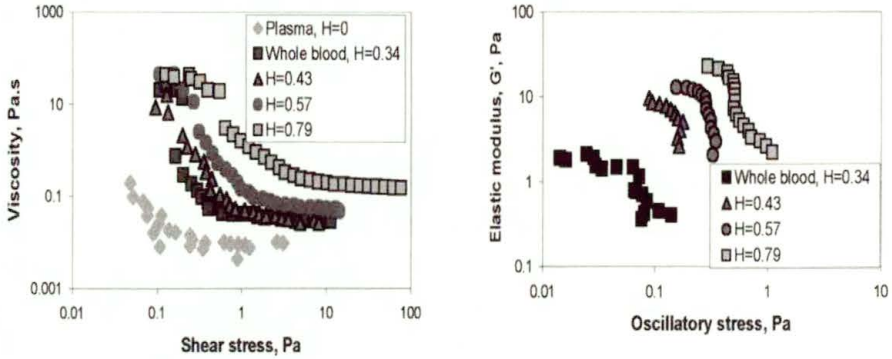 1000
10
0.1
0.001
Viscosity, Pa.s
Plasma, H=0
Whole blood, H=0.34
H=0.43
H=0.57
H=0.79
0.01
0.1
1
10
100
Shear stress, Pa
100
10
1
0.1
Elastic modulus, G', Pa
Whole blood, H=0.34
H=0.43
H=0.57
H=0.79
0.01
0.1
1
10
Oscillatory stress, Pa